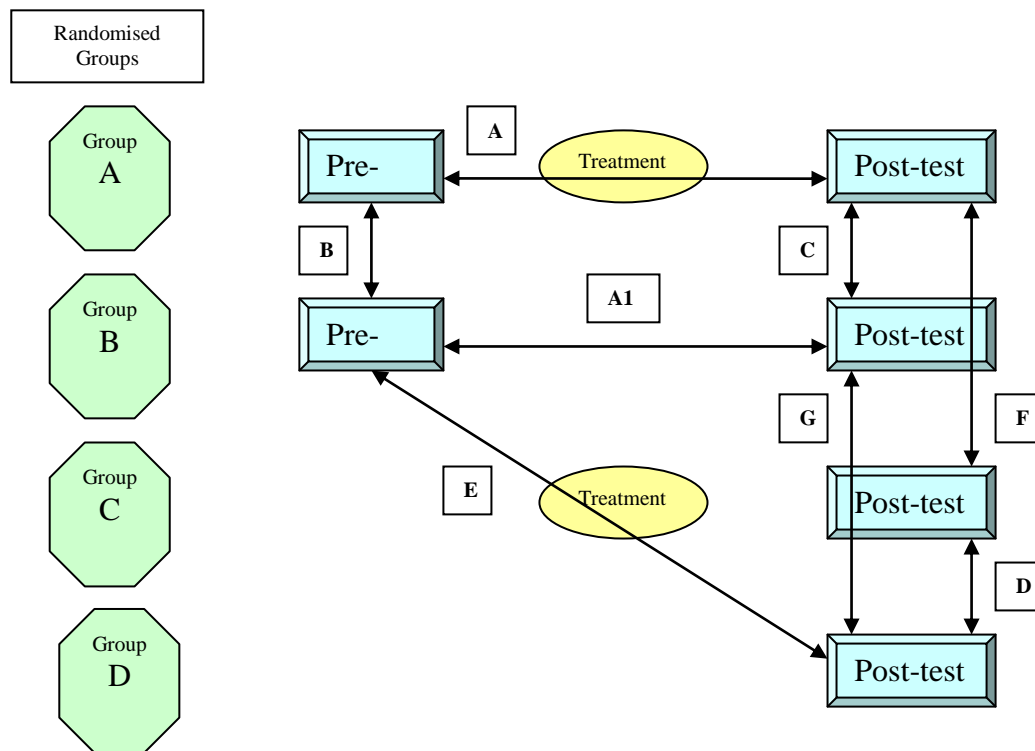 Randomised
Groups
Group
A
Pre-
A
Treatment
Post-test
B
C
Group
B
Pre-
A1
Post-test
G
F
Group
C
E
Treatment
Post-test
D
Group
D
Post-test